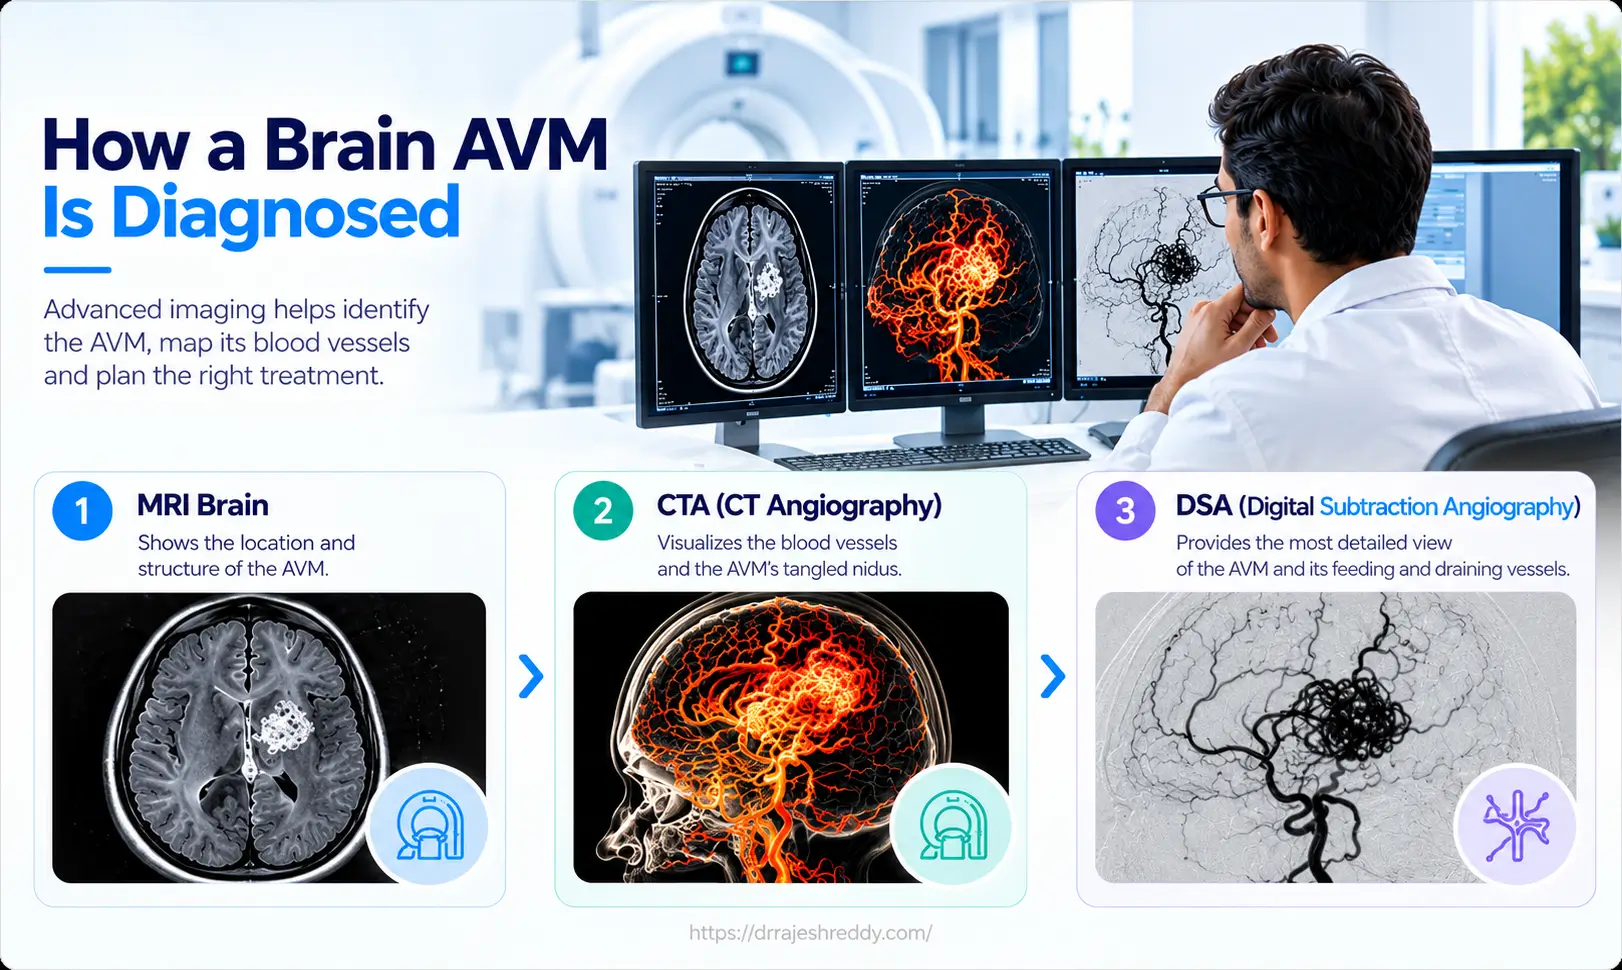 How a Brain AVM
Is Diagnosed
Advanced imaging helps identify
the AVM, map its blood vessels
and plan the right treatment.
1
MRI Brain
Shows the location and
structure of the AVM.
2
CTA (CT Angiography)
Visualizes the blood vessels
and the AVM's tangled nidus.
3
DSA (Digital Subtraction Angiography)
Provides the most detailed view
of the AVM and its feeding and draining vessels.
https://drrajeshreddy.com/